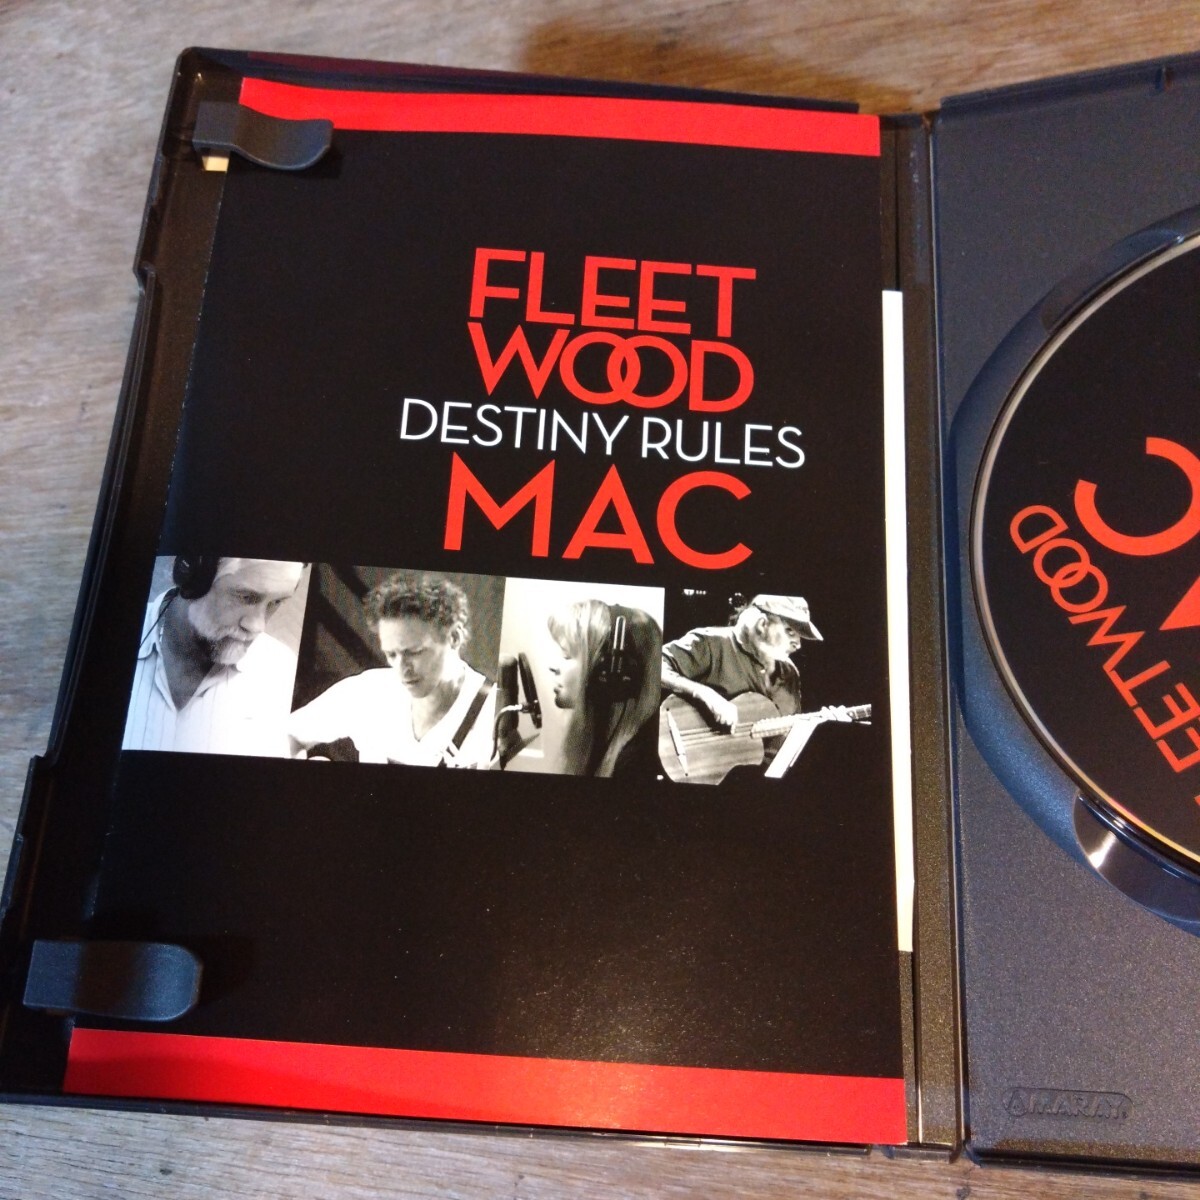 FLEET
WOOD
DESTINY RULES
MAC
FLEETWOOD
AMARAY